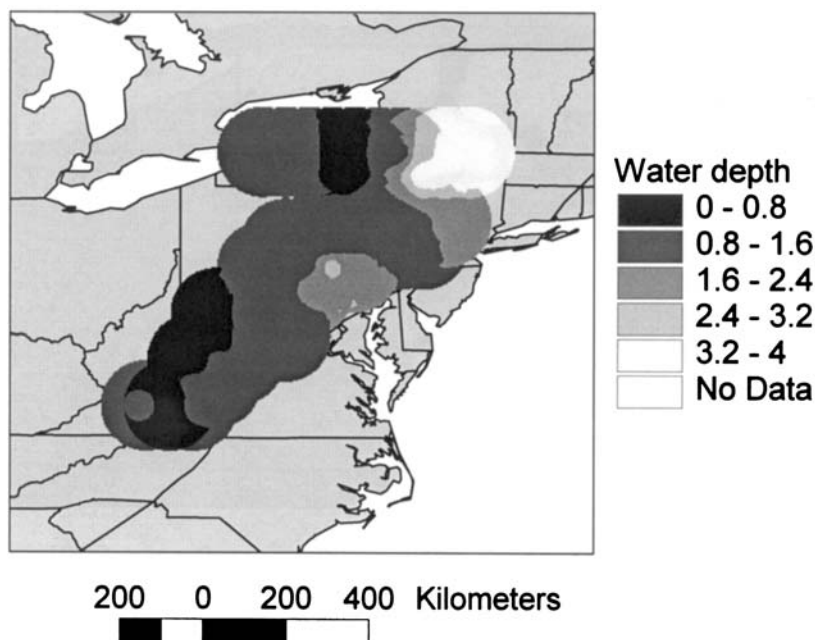 Water depth
0 - 0.8
0.8 - 1.6
1.6 - 2.4
2.4 - 3.2
3.2 - 4
No Data
200 0 200 400 Kilometers